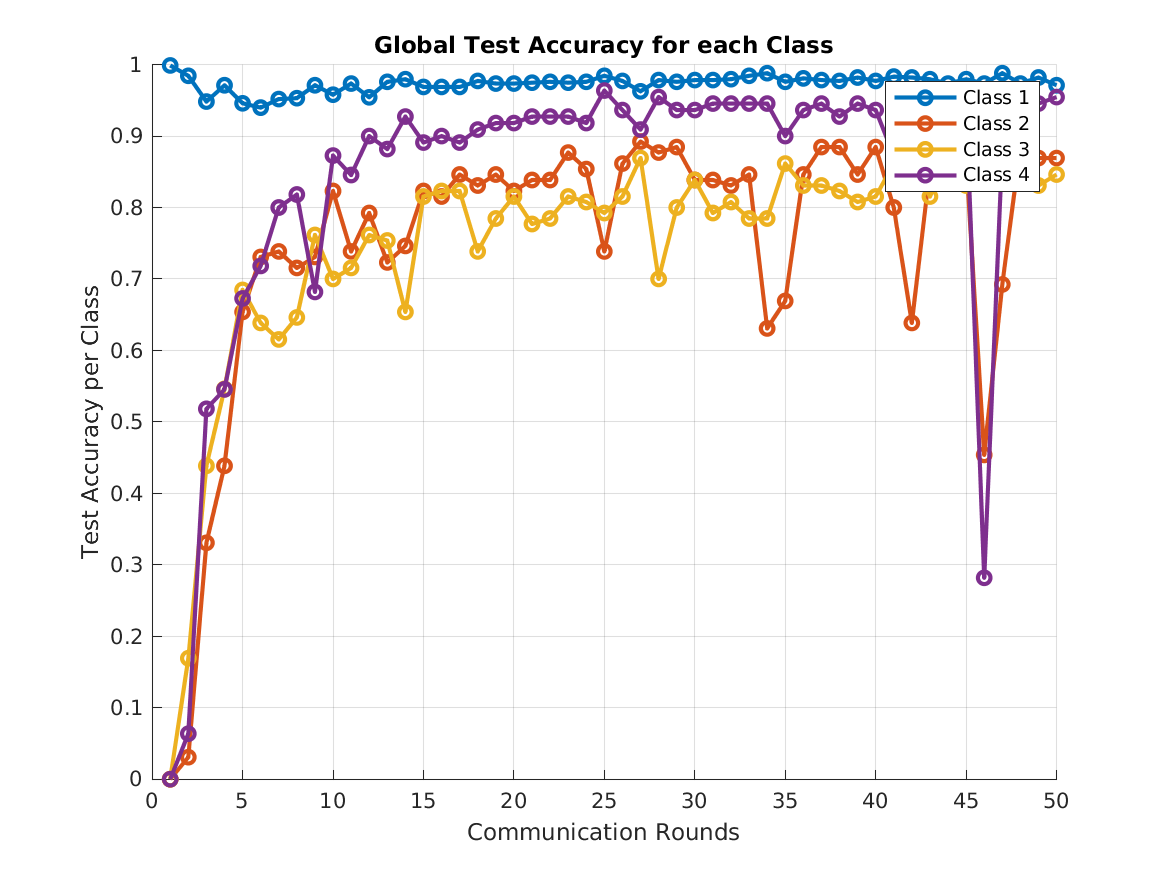 Global Test Accuracy for each Class
1
0.9
0.8
0.7
0.6
0.5
0.4
0.3
0.2
0.1
0
Test Accuracy per Class
Class 1
Class 2
Class 3
Class 4
0 5 10 15 20 25 30 35 40 45 50
Communication Rounds